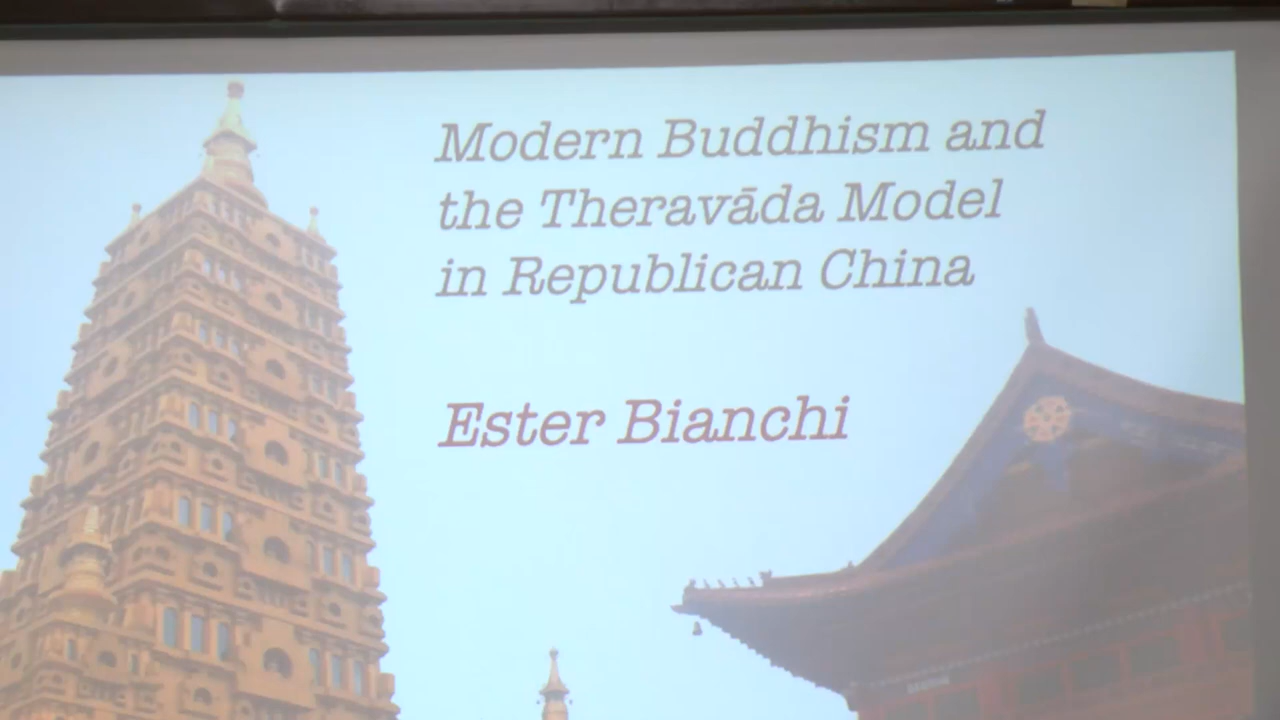 Modern Buddhism and
the Theravāda Model
in Republican China
Ester Bianchi